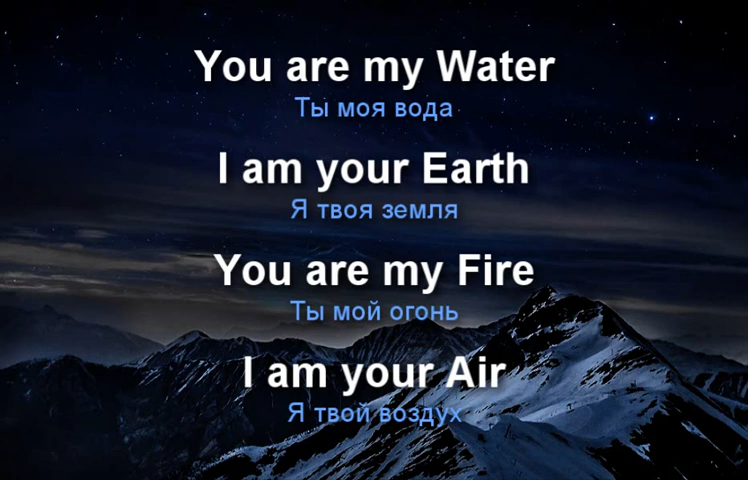 You are my Water
Ты моя вода
I am your Earth
Я твоя земля
You are my Fire
Ты мой огонь
I am your Air
Я твой воздух